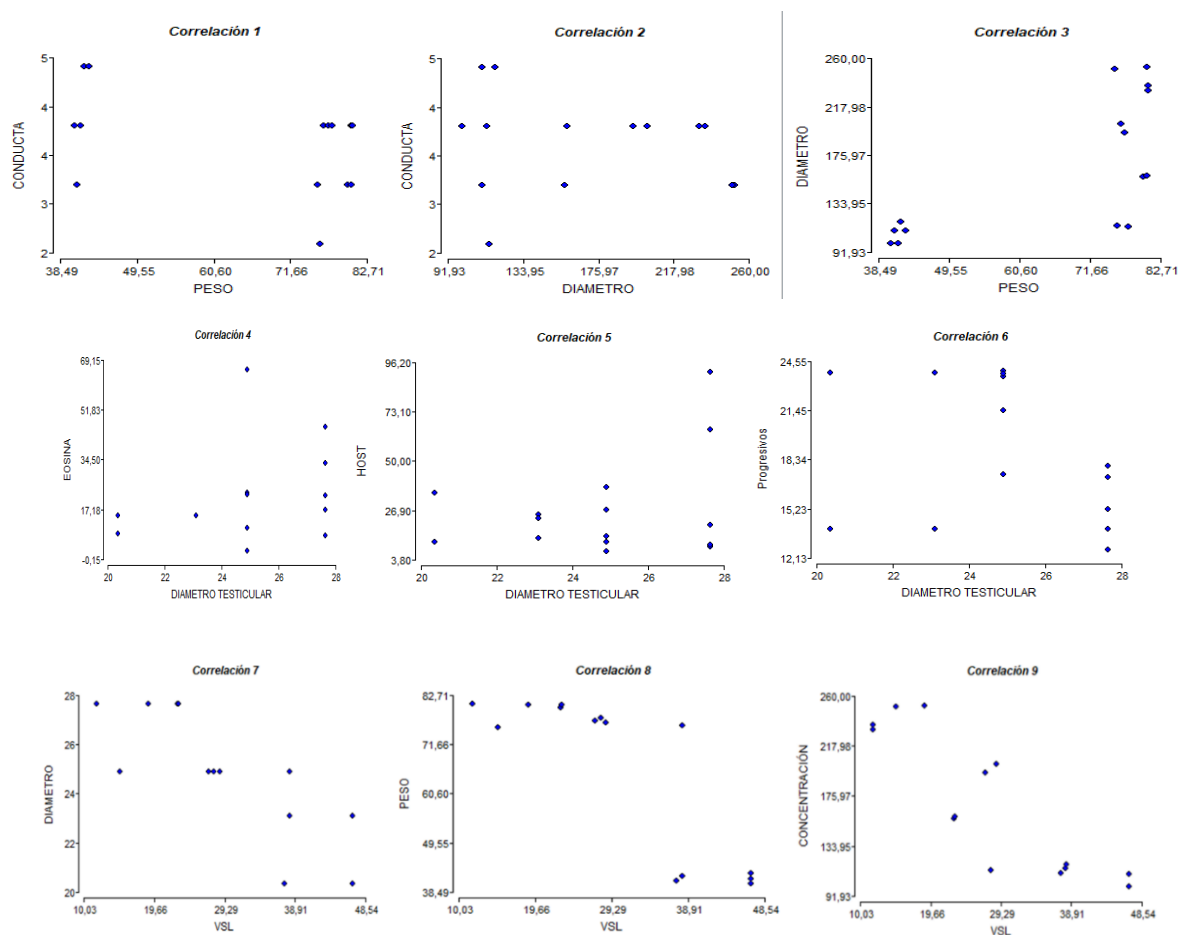 Correlación 1
CONDUCTA
5
4
4
3
2
38,49 49,55 60,60 71,66 82,71
PESO
Correlación 2
CONDUCTA
5
4
4
3
2
91,93 133,95 175,97 217,98 260,00
DIAMETRO
Correlación 3
DIAMETRO
260,00
217,98
175,97
133,95
91,93
38,49 49,55 60,60 71,66 82,71
PESO
Correlación 4
EOSINA
69,15
51,83
34,50
17,18
-0,15
20 22 24 26 28
DIAMETRO TESTICULAR
Correlación 5
HOST
96,20
73,10
50,00
26,90
3,80
20 22 24 26 28
DIAMETRO TESTICULAR
Correlación 6
Progresivos
24,55
21,45
18,34
15,23
12,13
20 22 24 26 28
DIAMETRO TESTICULAR
Correlación 7
DIAMETRO
28
26
24
22
20
10,03 19,66 29,29 38,91 48,54
VSL
Correlación 8
PESO
82,71
71,66
60,60
49,55
38,49
10,03 19,66 29,29 38,91 48,54
VSL
Correlación 9
CONCENTRACIÓN
260,00
217,98
175,97
133,95
91,93
10,03 19,66 29,29 38,91 48,54
VSL